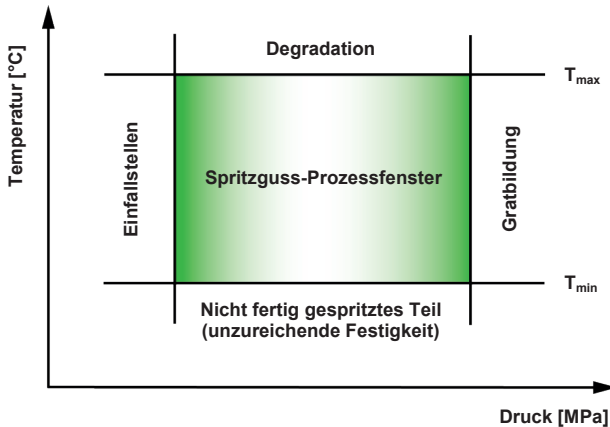 Temperatur [°C]
Degradation
Tmax
Einfallstellen
Spritzguss-Prozessfenster
Gratbildung
Tmin
Nicht fertig gespritztes Teil
(unzureichende Festigkeit)
Druck [MPa]